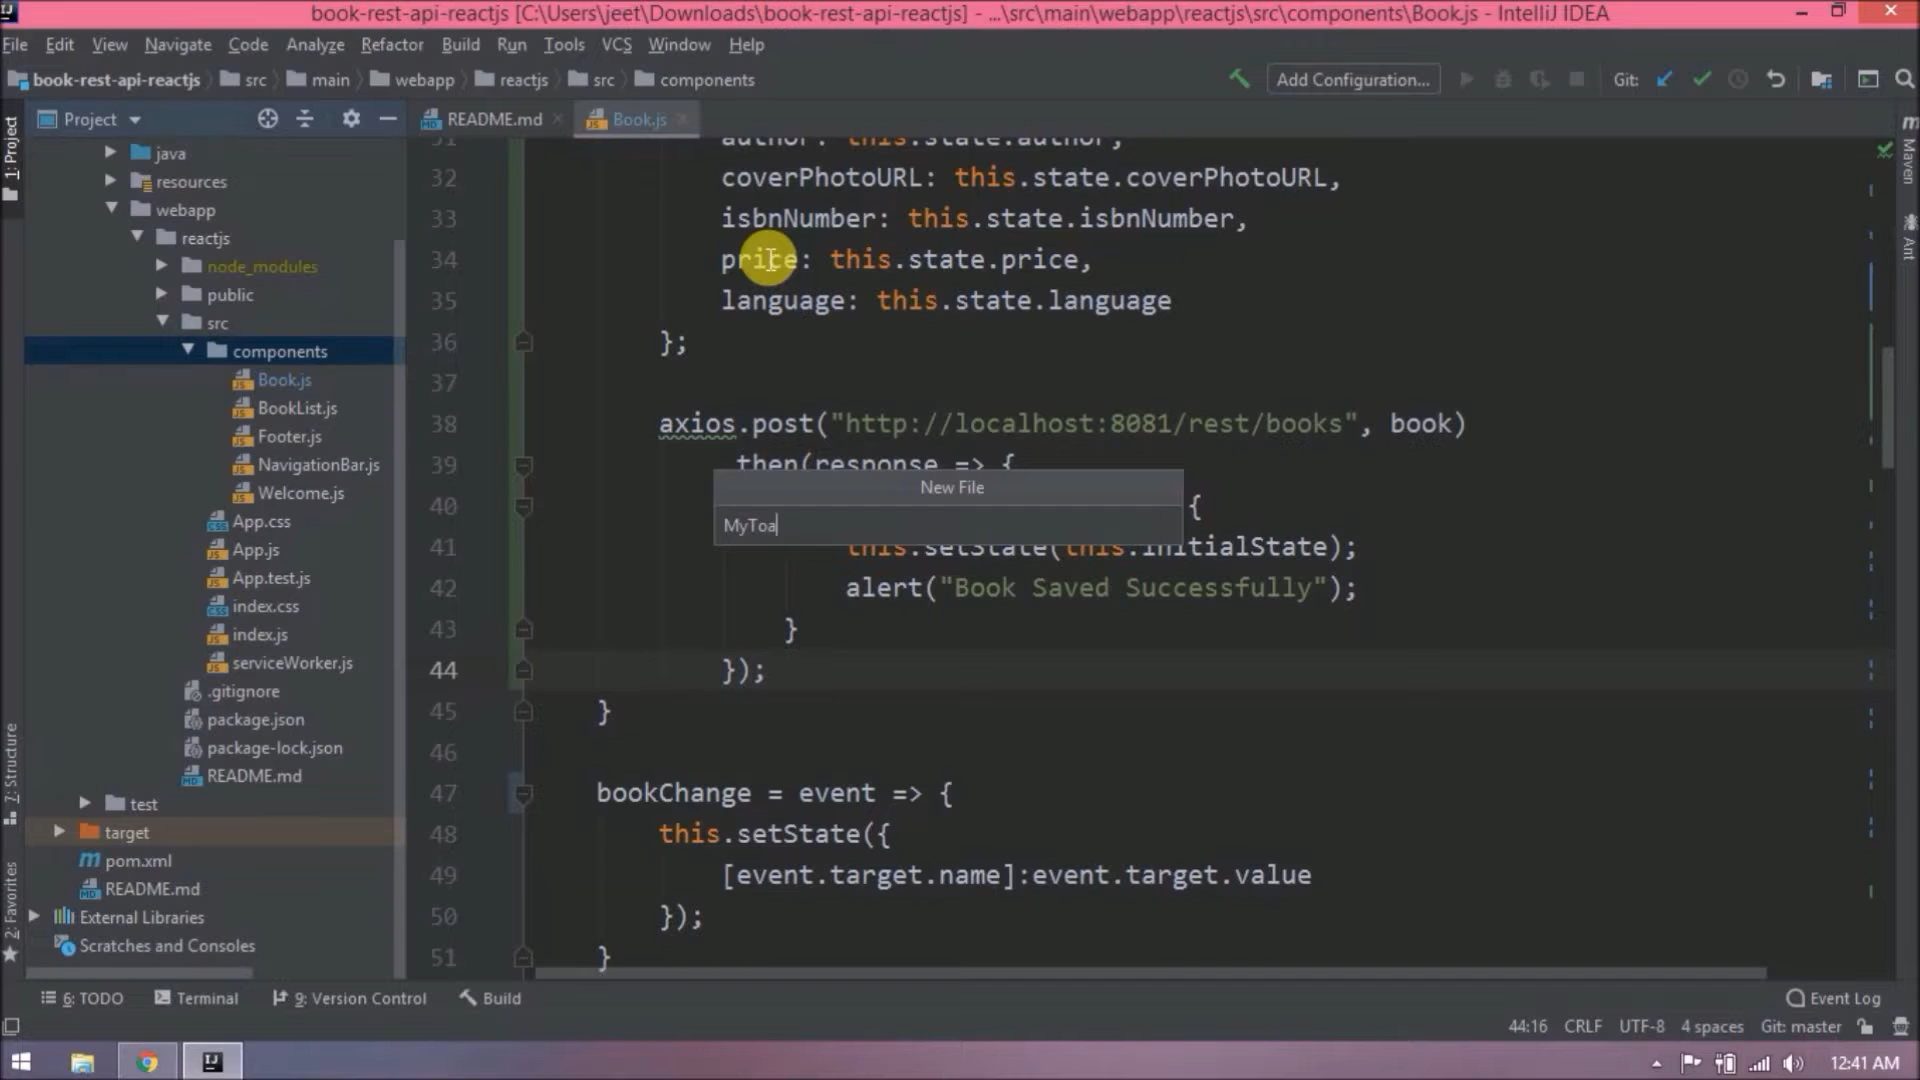 book-rest-api-reactjs [C:\Users\jeet\Downloads\book-rest-api-reactjs] - ...\src\main\webapp\reactjs\src\components\Book.js - IntelliJ IDEA
File Edit View Navigate Code Analyze Refactor Build Run Tools VCS Window Help
book-rest-api-reactjs src main webapp reactjs src components Add Configuration... Git:
Project README.md Book.js
1: Project
java
resources
webapp
reactjs
node_modules
public
src
components
Book.js
BookList.js
Footer.js
NavigationBar.js
Welcome.js
App.css
App.js
App.test.js
index.css
index.js
serviceWorker.js
.gitignore
package.json
package-lock.json
README.md
test
target
pom.xml
README.md
External Libraries
Scratches and Consoles
7: Structure
2: Favorites
31 author: this.state.author,
32 coverPhotoURL: this.state.coverPhotoURL,
33 isbnNumber: this.state.isbnNumber,
34 price: this.state.price,
35 language: this.state.language
36 };
37
38 axios.post("http://localhost:8081/rest/books", book)
39 .then(response => {
40 {
41 this.setState(this.initialState);
42 alert("Book Saved Successfully");
43 }
44 });
45 }
46
47 bookChange = event => {
48 this.setState({
49 [event.target.name]:event.target.value
50 });
51 }
New File
MyToa
Maven
Ant
6: TODO Terminal 9: Version Control Build Event Log
44:16 CRLF UTF-8 4 spaces Git: master
12:41 AM